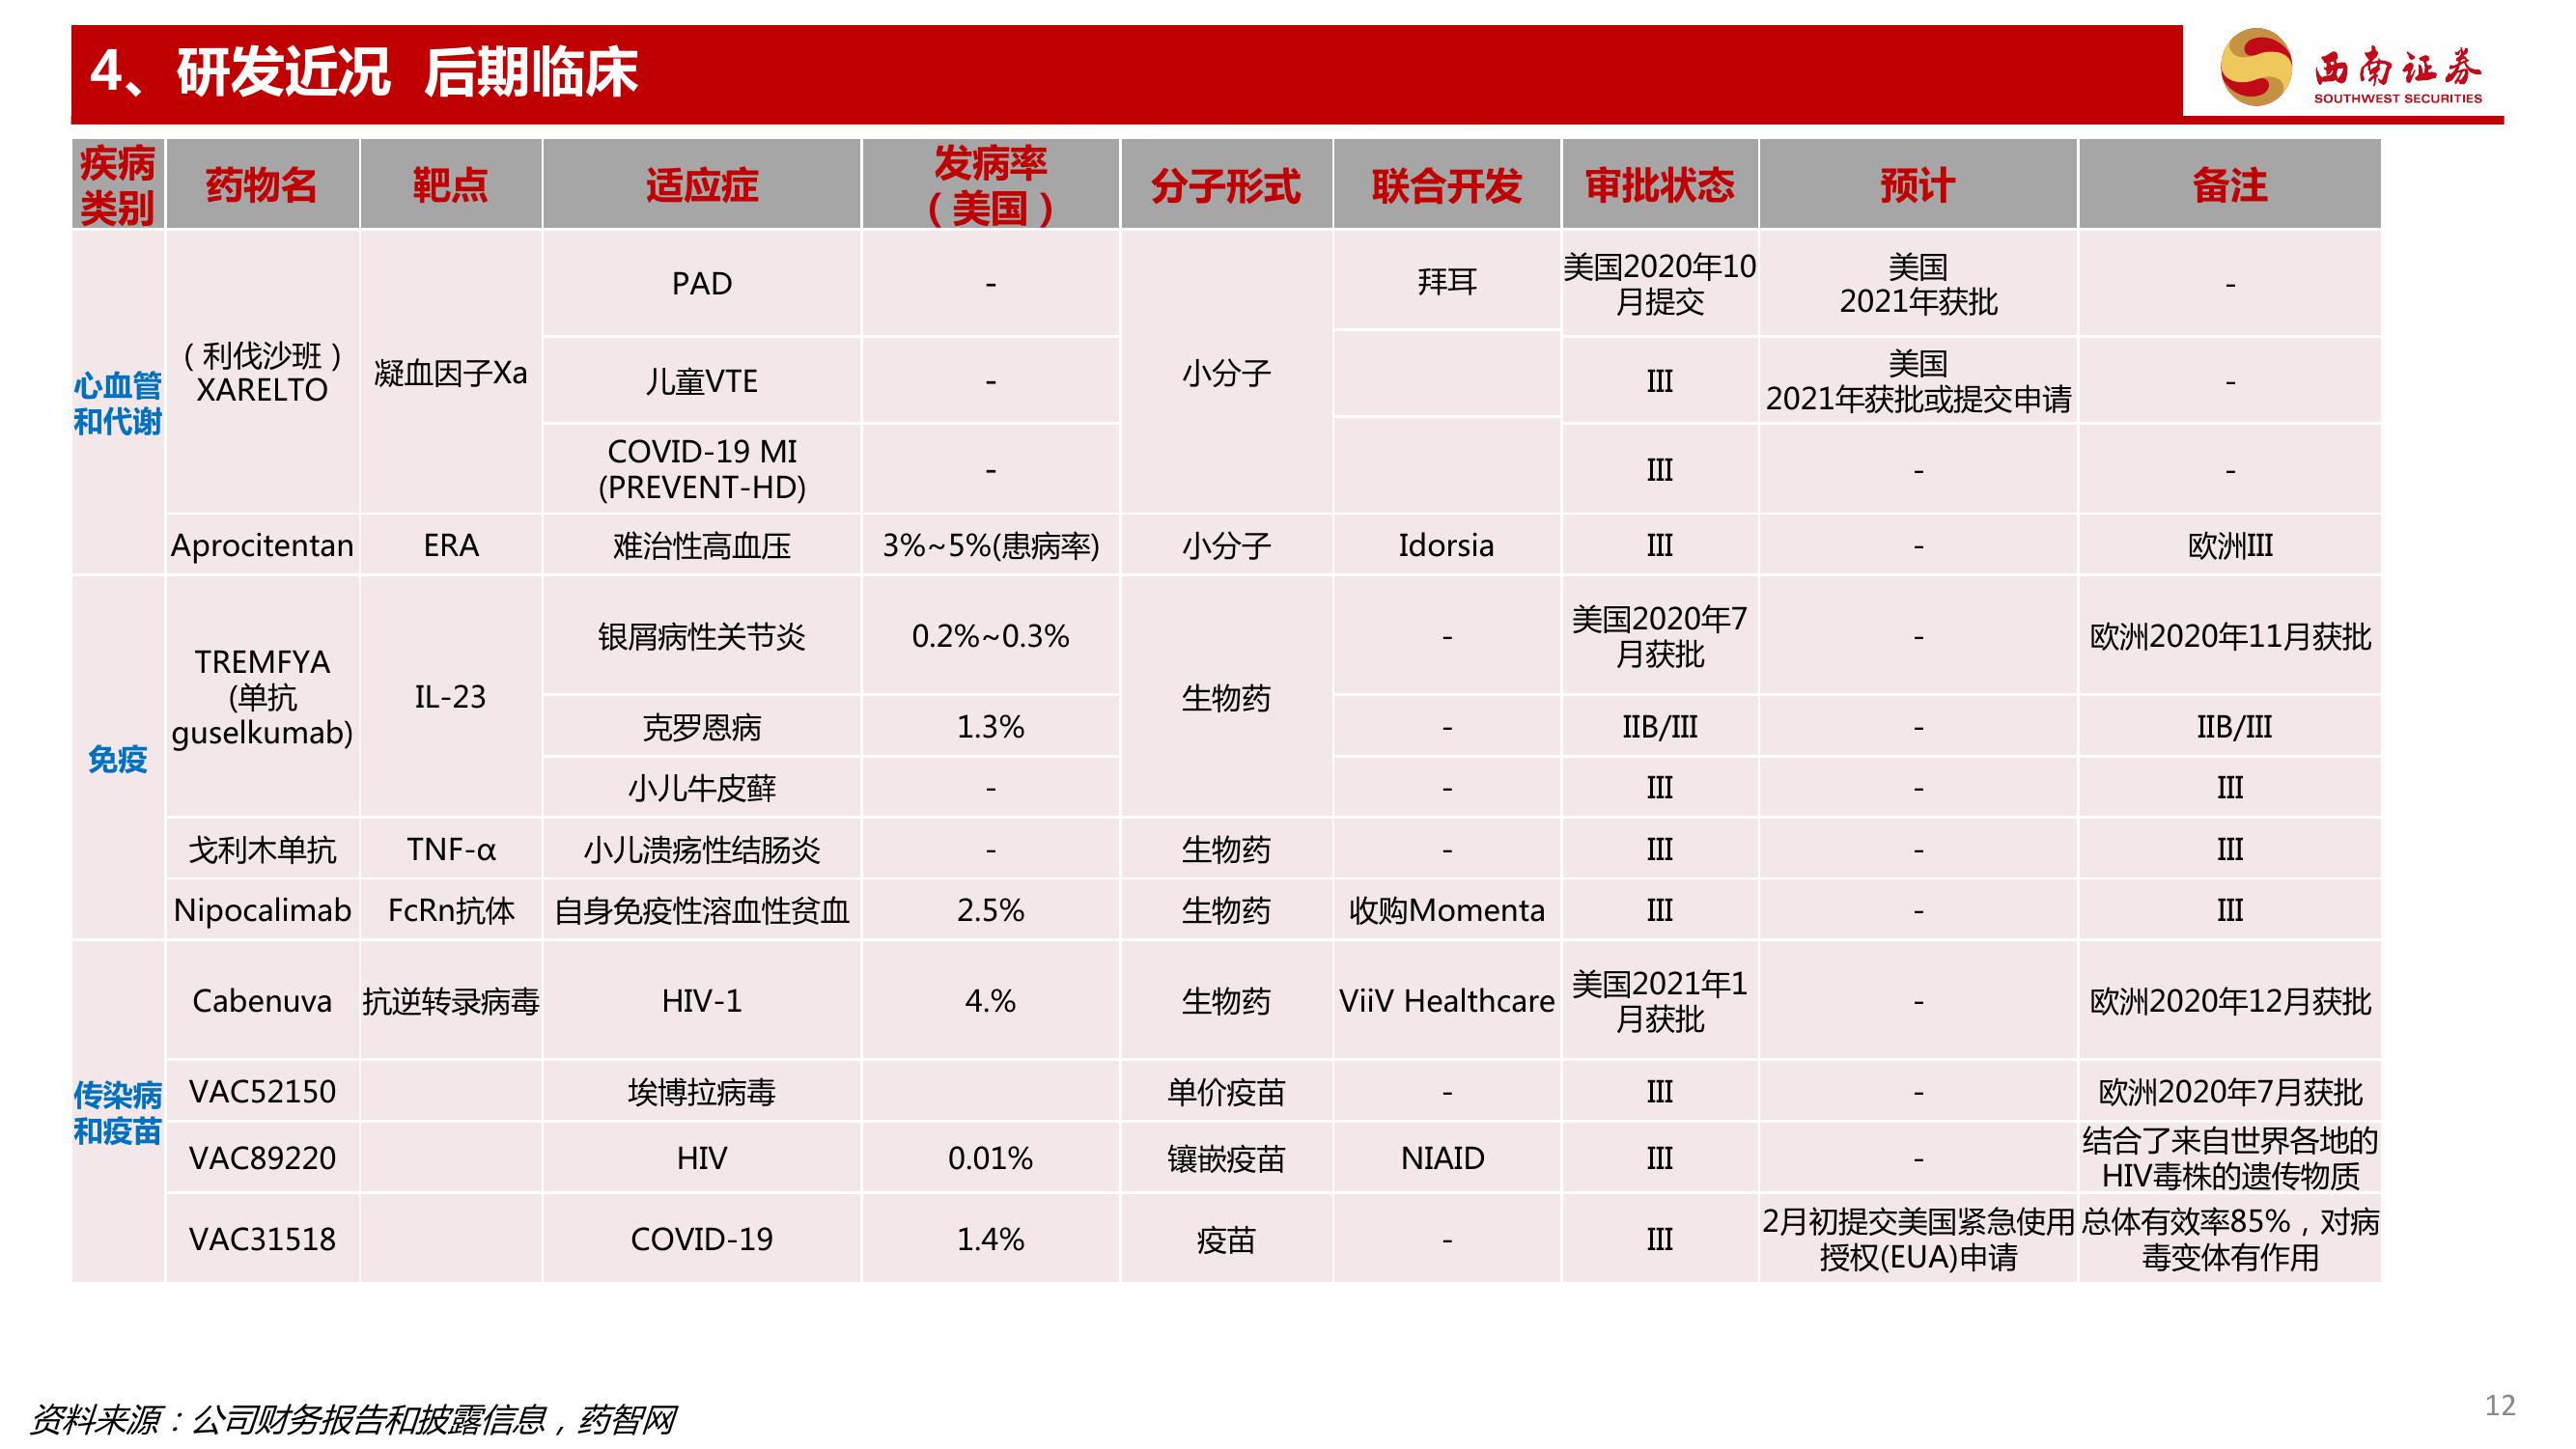 4、研发近况 后期临床
西南证券
SOUTHWEST SECURITIES
疾病
类别
药物名
靶点
适应症
发病率
（美国）
分子形式
联合开发
审批状态
预计
备注
心血管
和代谢
（利伐沙班）
XARELTO
凝血因子Xa
PAD
-
小分子
拜耳
美国2020年10
月提交
美国
2021年获批
-
儿童VTE
-
III
美国
2021年获批或提交申请
-
COVID-19 MI
(PREVENT-HD)
-
III
-
-
Aprocitentan
ERA
难治性高血压
3%~5%(患病率)
小分子
Idorsia
III
-
欧洲III
免疫
TREMFYA
(单抗
guselkumab)
IL-23
银屑病性关节炎
0.2%~0.3%
生物药
-
美国2020年7
月获批
-
欧洲2020年11月获批
克罗恩病
1.3%
-
IIB/III
-
IIB/III
小儿牛皮藓
-
-
III
-
III
戈利木单抗
TNF-α
小儿溃疡性结肠炎
-
生物药
-
III
-
III
Nipocalimab
FcRn抗体
自身免疫性溶血性贫血
2.5%
生物药
收购Momenta
III
-
III
传染病
和疫苗
Cabenuva
抗逆转录病毒
HIV-1
4.%
生物药
ViiV Healthcare
美国2021年1
月获批
-
欧洲2020年12月获批
VAC52150
埃博拉病毒
单价疫苗
-
III
-
欧洲2020年7月获批
VAC89220
HIV
0.01%
镶嵌疫苗
NIAID
III
-
结合了来自世界各地的
HIV毒株的遗传物质
VAC31518
COVID-19
1.4%
疫苗
-
III
2月初提交美国紧急使用
授权(EUA)申请
总体有效率85%，对病
毒变体有作用
资料来源：公司财务报告和披露信息，药智网
12